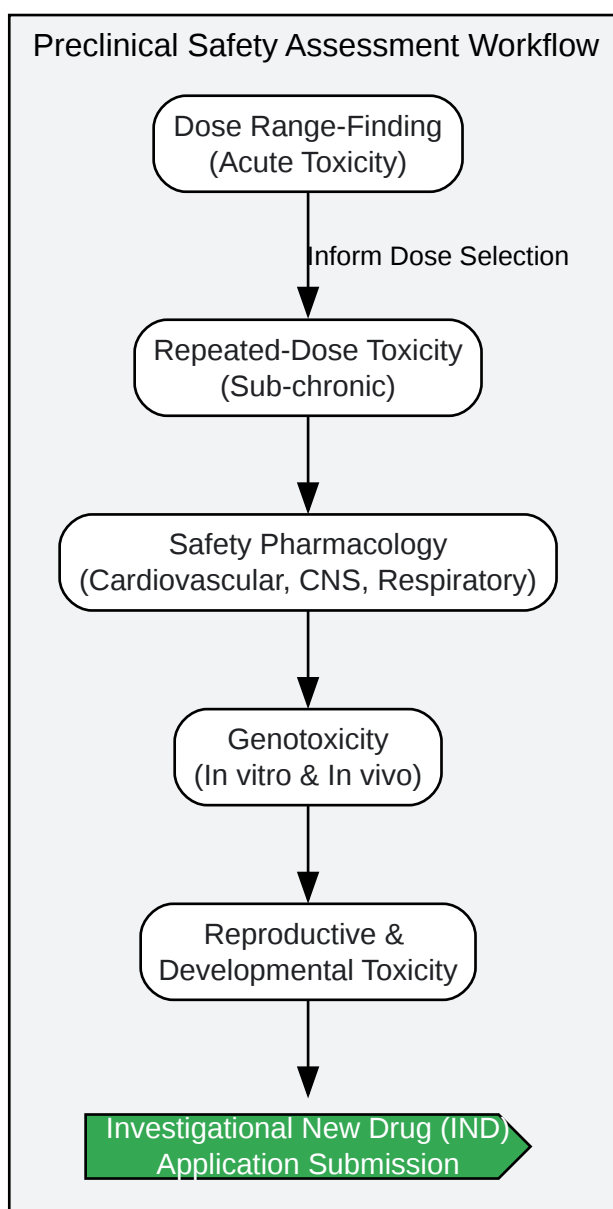 Preclinical Safety Assessment Workflow
Dose Range-Finding
(Acute Toxicity)
Inform Dose Selection
Repeated-Dose Toxicity
(Sub-chronic)
Safety Pharmacology
(Cardiovascular, CNS, Respiratory)
Genotoxicity
(In vitro & In vivo)
Reproductive &
Developmental Toxicity
Investigational New Drug (IND)
Application Submission